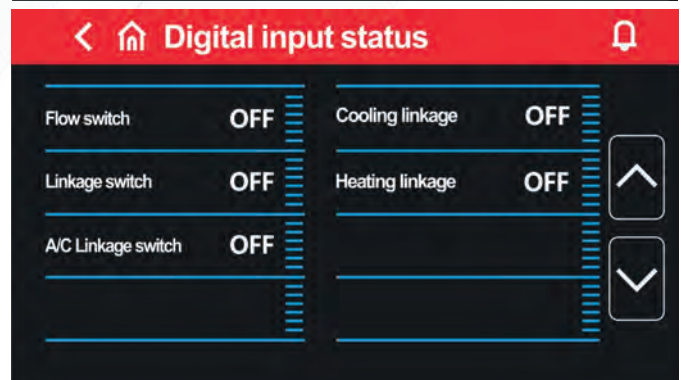 Digital input status
Flow switch OFF
Cooling linkage OFF
Linkage switch OFF
Heating linkage OFF
A/C Linkage switch OFF